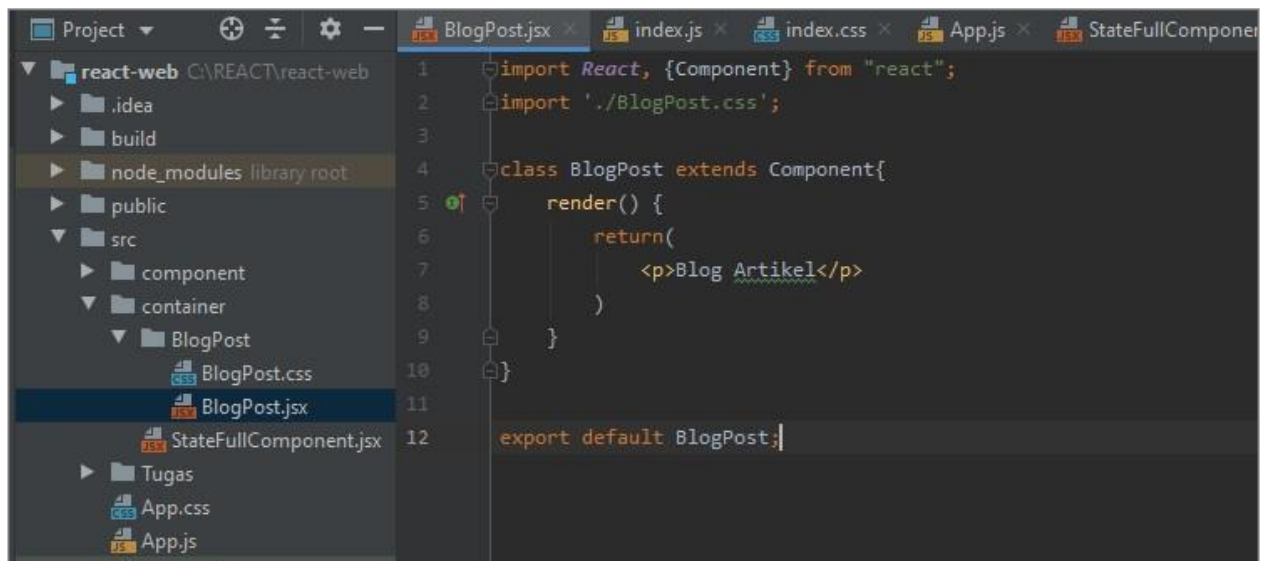 Project
BlogPost.jsx
index.js
index.css
App.js
StateFullComponen
react-web C:\REACT\react-web
.idea
build
node_modules library root
public
src
component
container
BlogPost
BlogPost.css
BlogPost.jsx
StateFullComponent.jsx
Tugas
App.css
App.js
1 import React, {Component} from "react";
2 import './BlogPost.css';
3
4 class BlogPost extends Component{
5 render() {
6 return(
7 <p>Blog Artikel</p>
8 )
9 }
10 }
11
12 export default BlogPost;